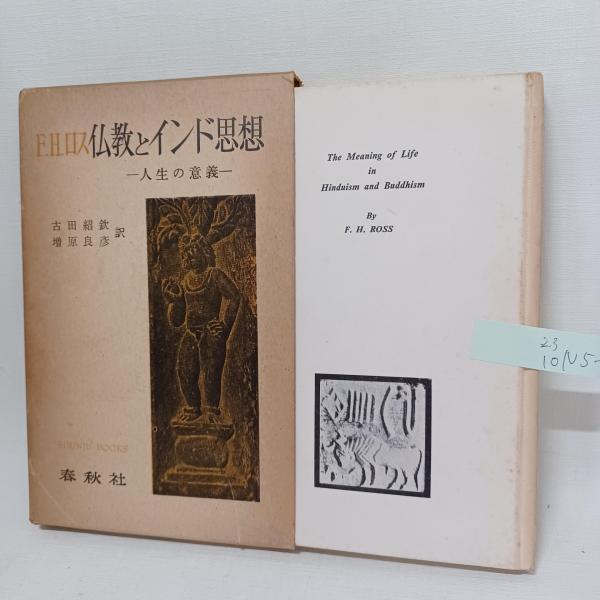 F.H.ロス仏教とインド思想
—人生の意義—
古田紹欽
増原良彦
訳
SHUNJU BOOKS
春秋社
The Meaning of Life
in
Hinduism and Buddhism
By
F. H. ROSS
23